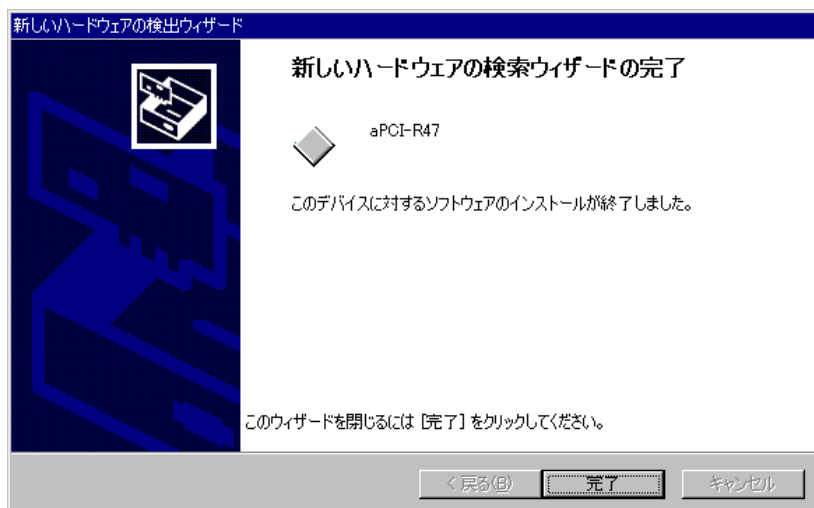 新しいハードウェアの検出ウィザード
新しいハードウェアの検索ウィザードの完了
aPCI-R47
このデバイスに対するソフトウェアのインストールが終了しました。
このウィザードを閉じるには [完了] をクリックしてください。
< 戻る(B)
完了
キャンセル